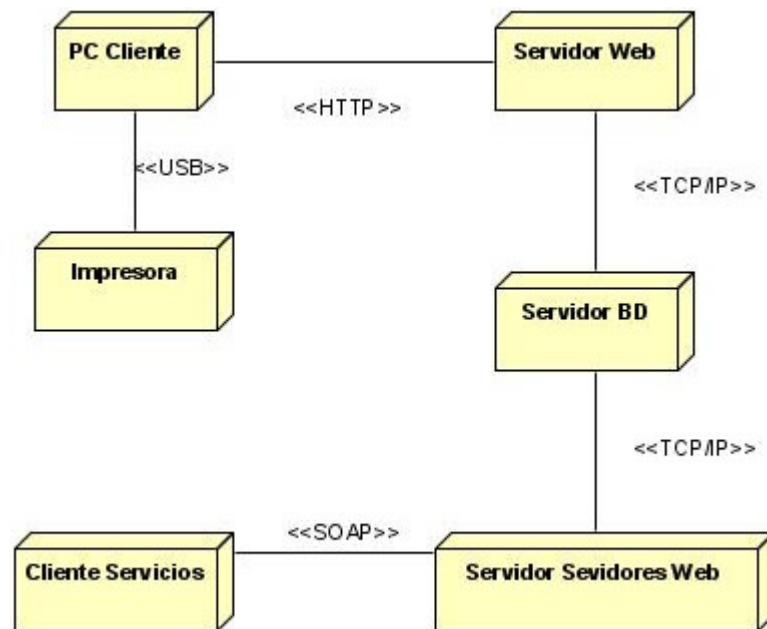 PC Cliente
Servidor Web
<<HTTP>>
<<USB>>
<<TCP/IP>>
Impresora
Servidor BD
<<TCP/IP>>
<<SOAP>>
Cliente Servicios
Servidor Sevidores Web